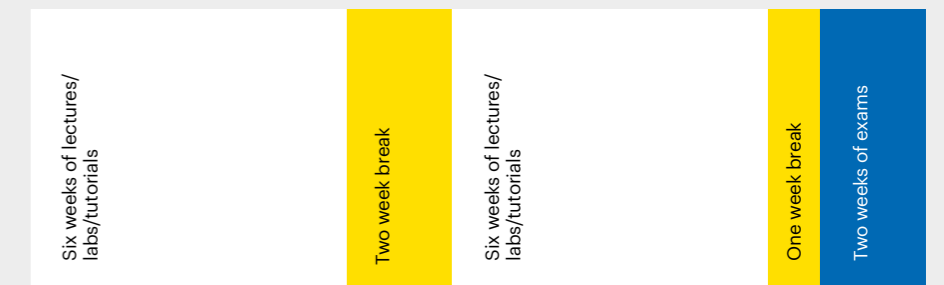 Six weeks of lectures/
labs/tutorials
Two week break
Six weeks of lectures/
labs/tutorials
One week break
Two weeks of exams